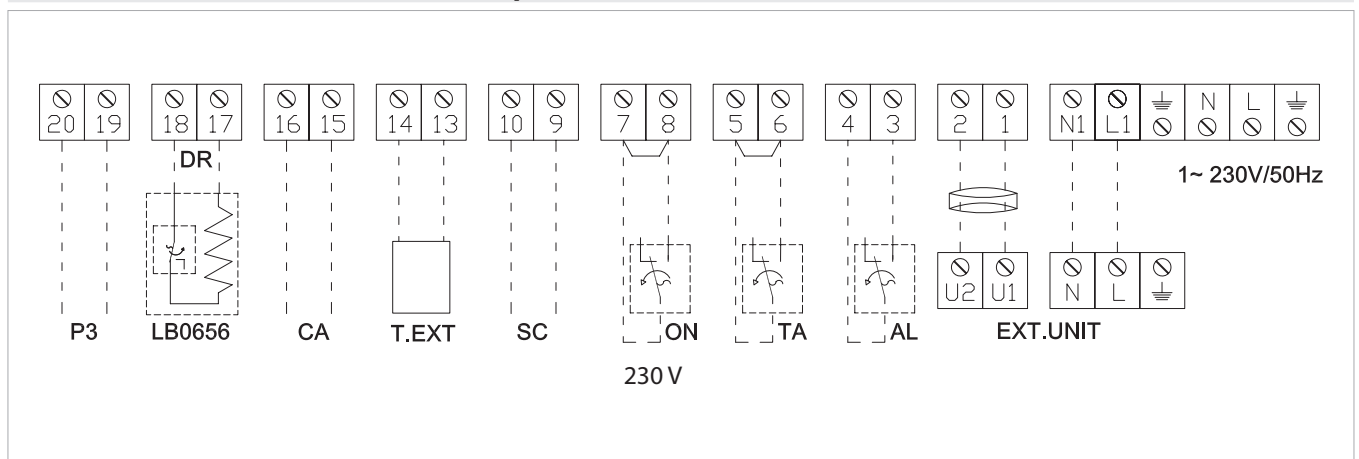 20 19 18 17 16 15 14 13 10 9 7 8 5 6 4 3 2 1 N1 L1 N L
DR
1~ 230V/50Hz
U2 U1 N L
P3 LB0656 CA T.EXT SC ON TA AL EXT.UNIT
230 V